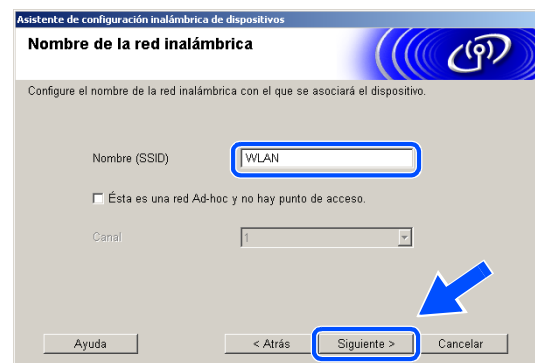 Asistente de configuración inalámbrica de dispositivos
Nombre de la red inalámbrica
Configure el nombre de la red inalámbrica con el que se asociará el dispositivo.
Nombre (SSID)
WLAN
Ésta es una red Ad-hoc y no hay punto de acceso.
Canal
1
Ayuda
< Atrás
Siguiente >
Cancelar